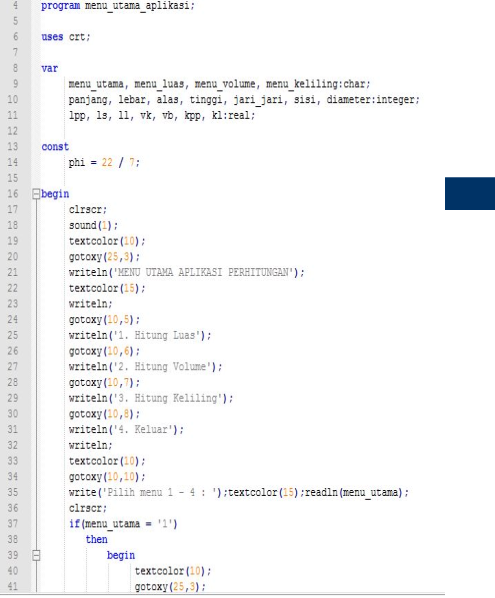 4 program menu_utama_aplikasi;
5
6 uses crt;
7
8 var
9 menu_utama, menu_luas, menu_volume, menu_keliling:char;
10 panjang, lebar, alas, tinggi, jari_jari, sisi, diameter:integer;
11 lpp, ls, ll, vk, vb, kpp, kl:real;
12
13 const
14 phi = 22 / 7;
15
16 begin
17 clrscr;
18 sound(1);
19 textcolor(10);
20 gotoxy(25,3);
21 writeln('MENU UTAMA APLIKASI PERHITUNGAN');
22 textcolor(15);
23 writeln;
24 gotoxy(10,5);
25 writeln('1. Hitung Luas');
26 gotoxy(10,6);
27 writeln('2. Hitung Volume');
28 gotoxy(10,7);
29 writeln('3. Hitung Keliling');
30 gotoxy(10,8);
31 writeln('4. Keluar');
32 writeln;
33 textcolor(10);
34 gotoxy(10,10);
35 write('Pilih menu 1 - 4 : ');textcolor(15);readln(menu_utama);
36 clrscr;
37 if(menu_utama = '1')
38 then
39 begin
40 textcolor(10);
41 gotoxy(25,3);